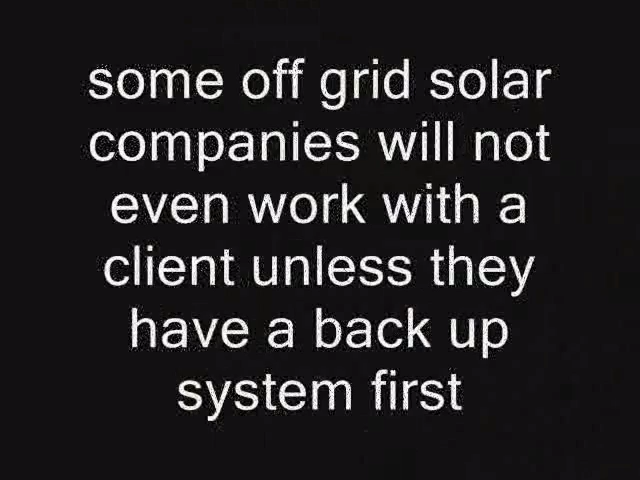 some off grid solar
companies will not
even work with a
client unless they
have a back up
system first